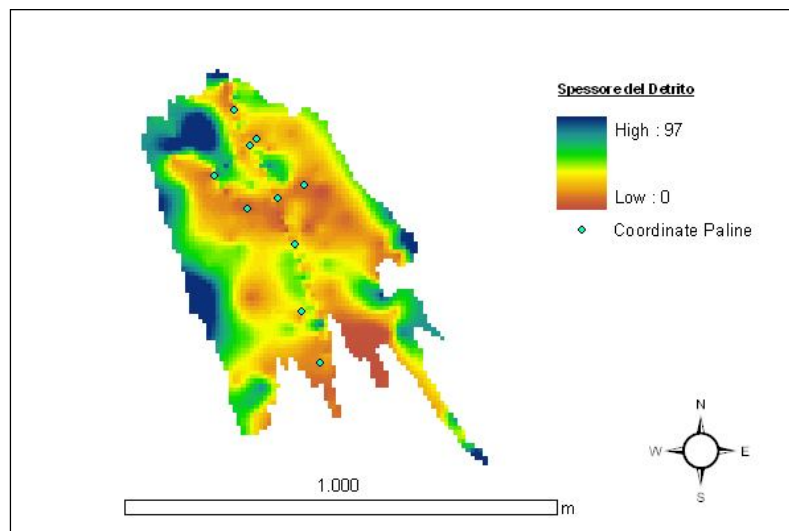 Spessore del Detrito
High : 97
Low : 0
Coordinate Paline
N
W E
S
1.000
m